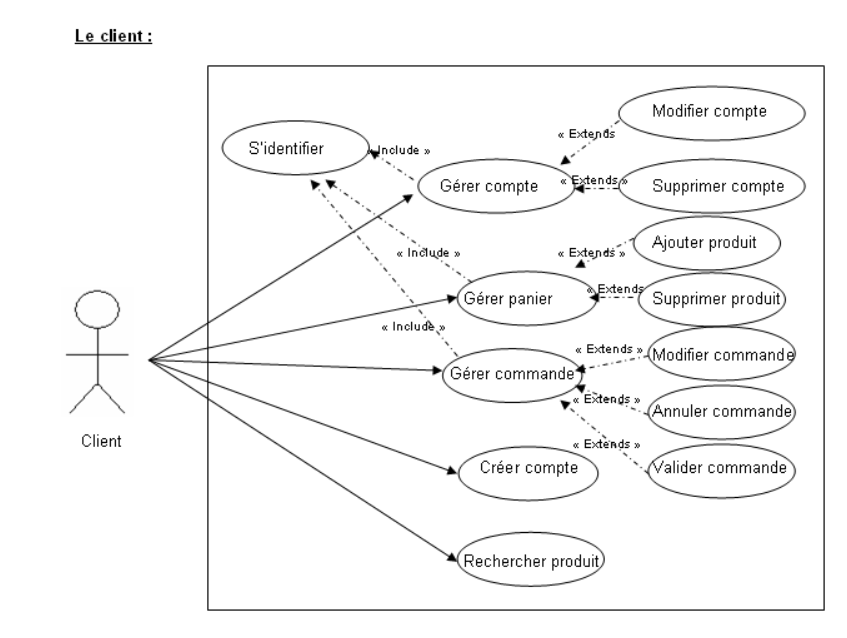 Le client :
Modifier compte
« Extends
S'identifier
« Include »
Gérer compte
« Extends »
Supprimer compte
Ajouter produit
« Include »
« Extends »
Gérer panier
« Extends
Supprimer produit
« Include »
« Extends »
Modifier commande
Gérer commande
« Extends »
Annuler commande
Client
« Extends »
Créer compte
Valider commande
Rechercher produit